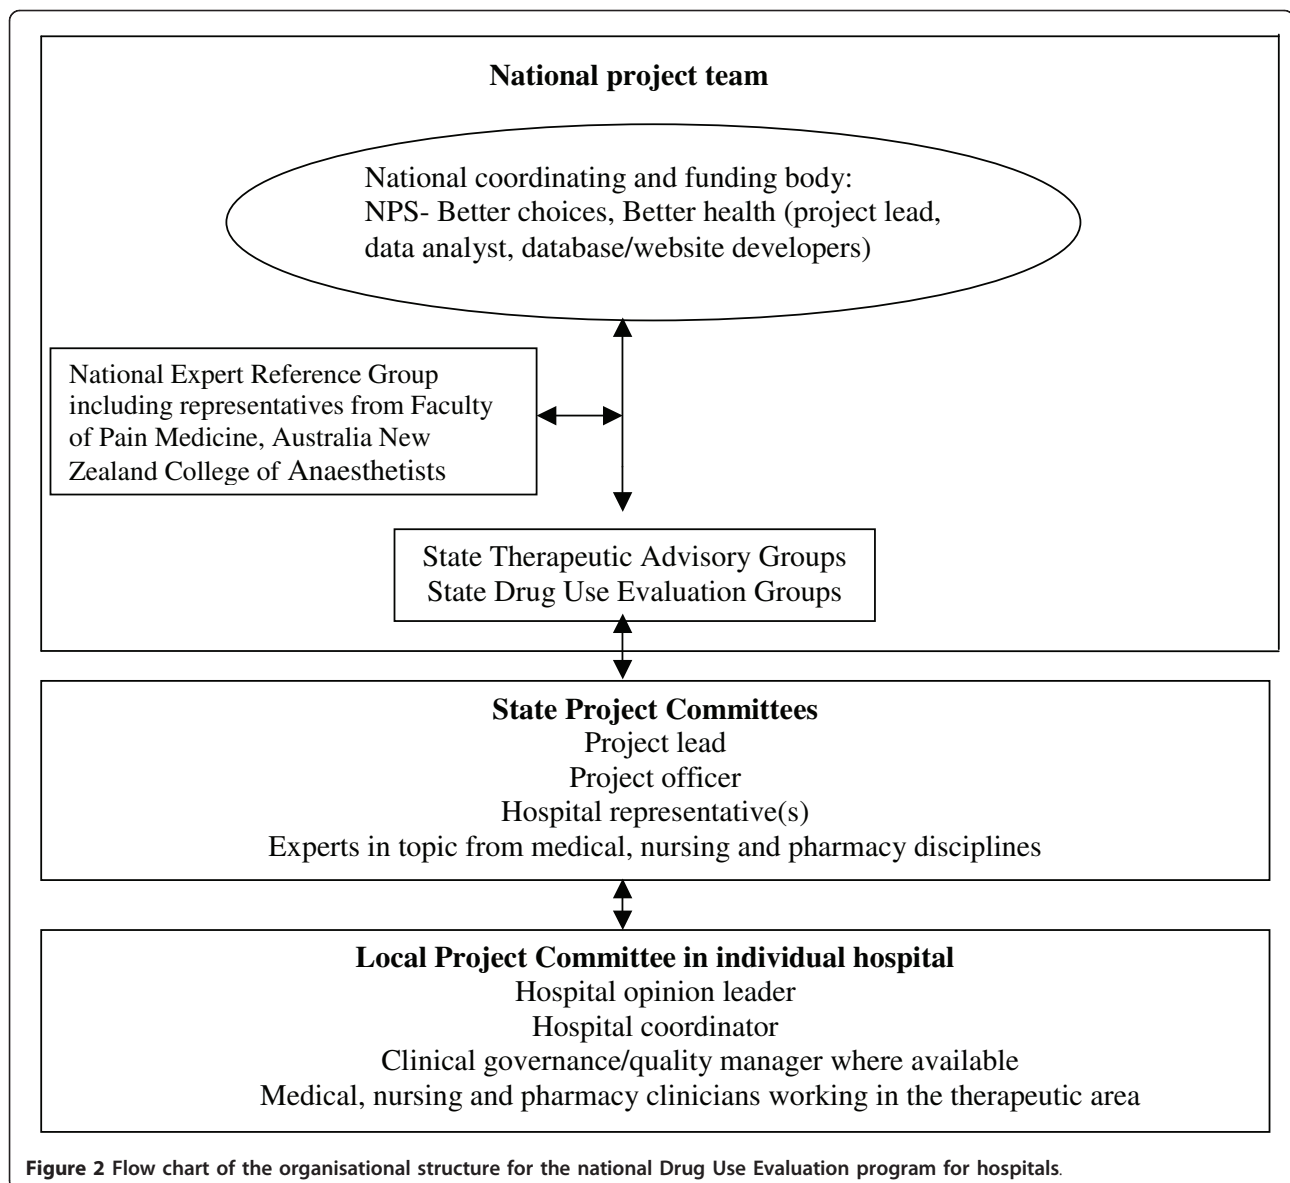 National project team
National coordinating and funding body:
NPS- Better choices, Better health (project lead,
data analyst, database/website developers)
National Expert Reference Group
including representatives from Faculty
of Pain Medicine, Australia New
Zealand College of Anaesthetists
State Therapeutic Advisory Groups
State Drug Use Evaluation Groups
State Project Committees
Project lead
Project officer
Hospital representative(s)
Experts in topic from medical, nursing and pharmacy disciplines
Local Project Committee in individual hospital
Hospital opinion leader
Hospital coordinator
Clinical governance/quality manager where available
Medical, nursing and pharmacy clinicians working in the therapeutic area
Figure 2 Flow chart of the organisational structure for the national Drug Use Evaluation program for hospitals.